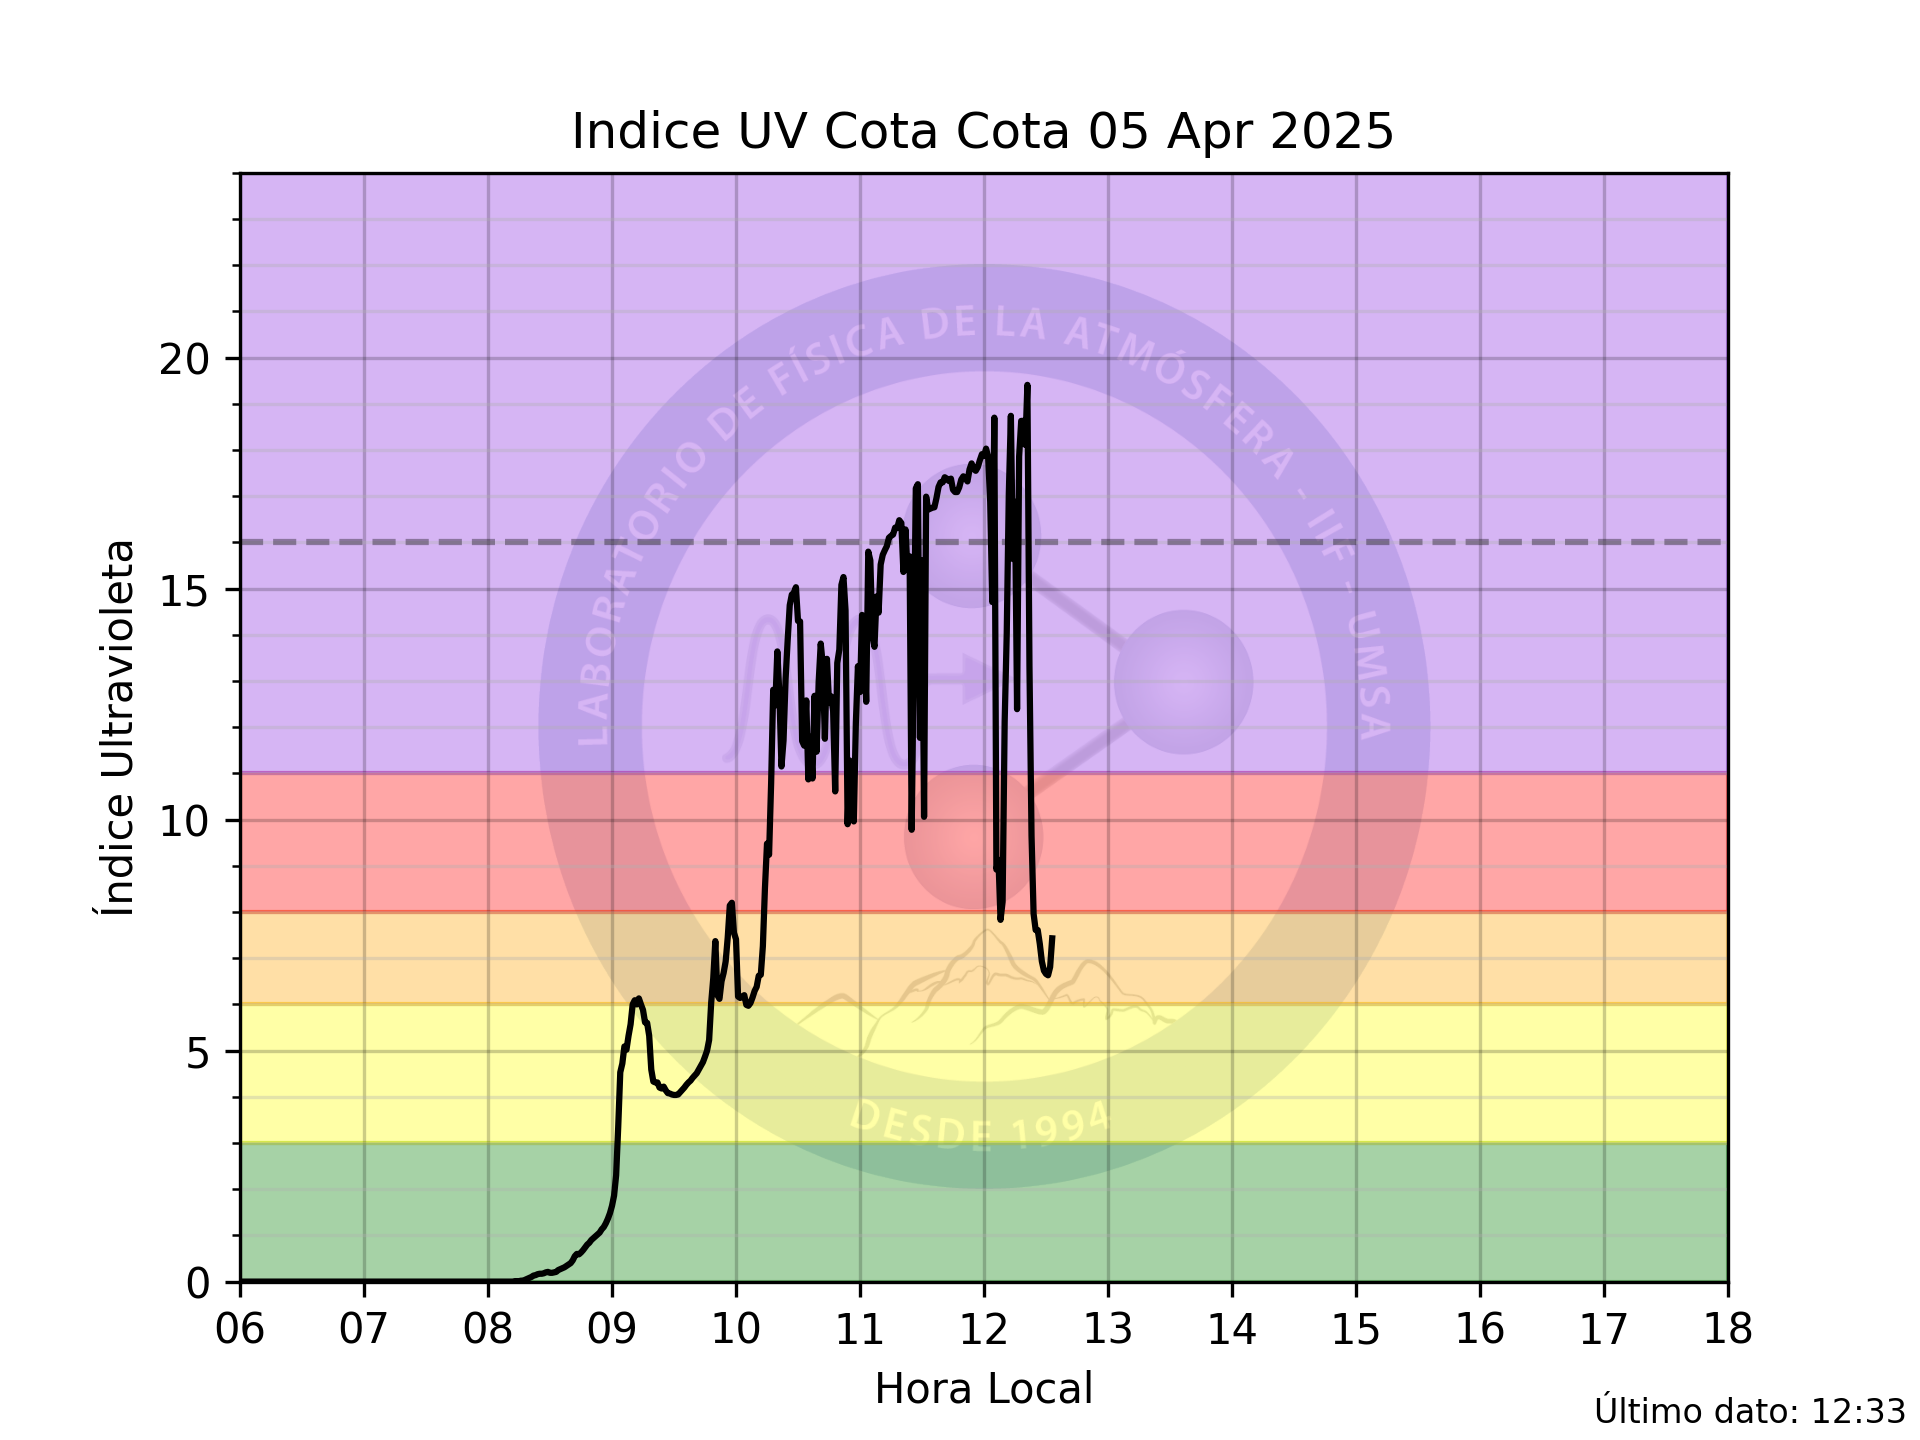 Indice UV Cota Cota 05 Apr 2025
Índice Ultravioleta
20
15
10
5
0
06 07 08 09 10 11 12 13 14 15 16 17 18
Hora Local
Último dato: 12:33
LABORATORIO DE FÍSICA DE LA ATMÓSFERA - IIF - UMSA
DESDE 1994